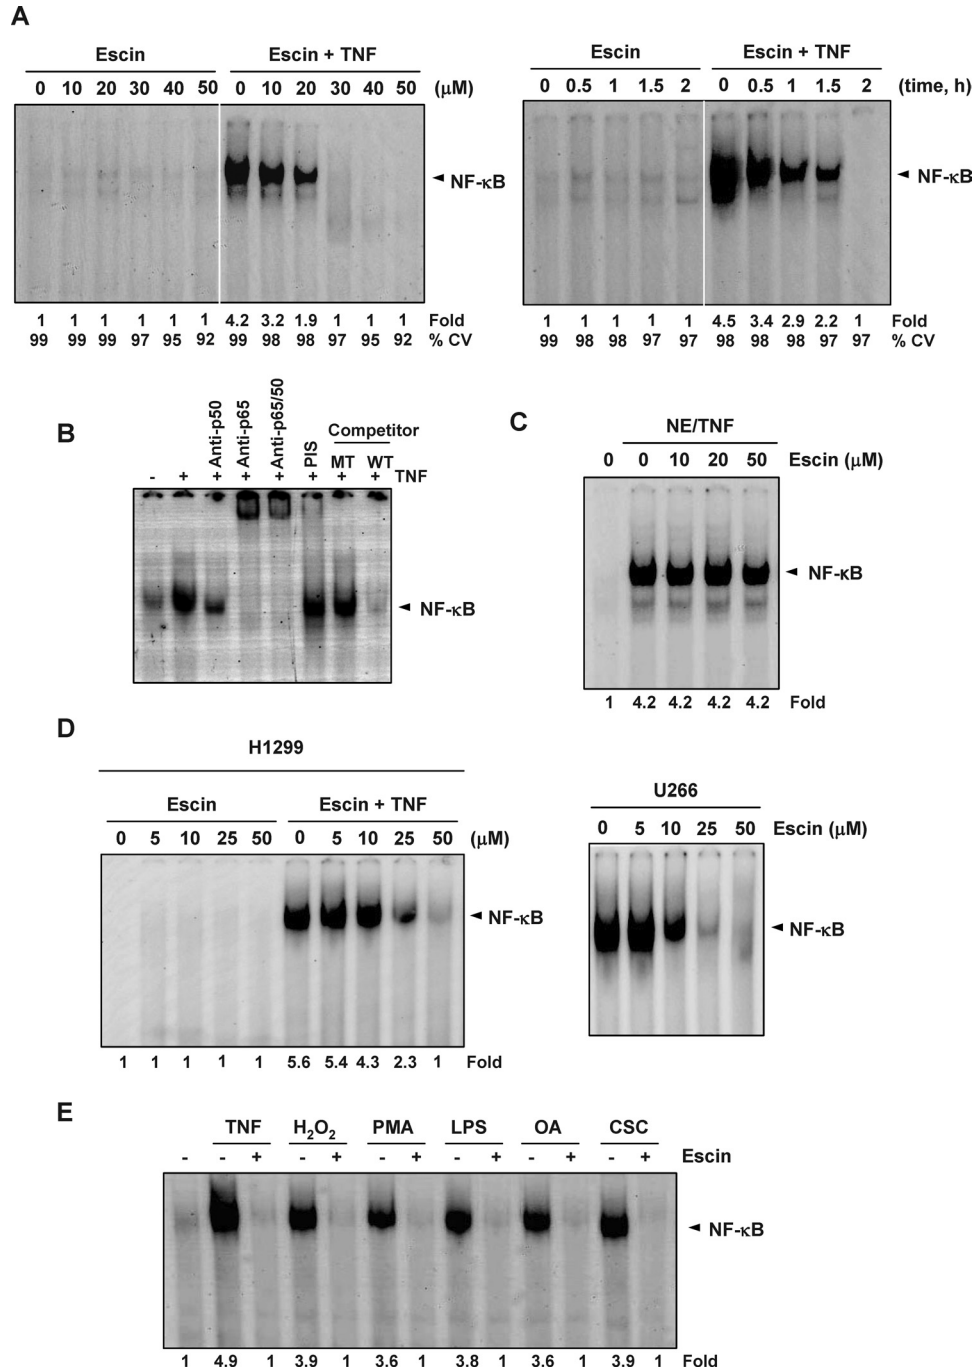 A
Escin Escin + TNF
0 10 20 30 40 50 0 10 20 30 40 50 (μM)
NF-κB
1 1 1 1 1 1 4.2 3.2 1.9 1 1 1 Fold
99 99 99 97 95 92 99 98 98 97 95 92 % CV
Escin Escin + TNF
0 0.5 1 1.5 2 0 0.5 1 1.5 2 (time, h)
NF-κB
1 1 1 1 1 4.5 3.4 2.9 2.2 1 Fold
99 98 98 97 97 98 98 98 97 97 % CV
B
Anti-p50 Anti-p65 Anti-p65/50 PIS Competitor
MT WT
- + + + + + + + TNF
NF-κB
C
NE/TNF
0 0 10 20 50 Escin (μM)
NF-κB
1 4.2 4.2 4.2 4.2 Fold
D
H1299
Escin Escin + TNF
0 5 10 25 50 0 5 10 25 50 (μM)
NF-κB
1 1 1 1 1 5.6 5.4 4.3 2.3 1 Fold
U266
0 5 10 25 50 Escin (μM)
NF-κB
E
TNF H₂O₂ PMA LPS OA CSC
- - + - + - + - + - + - + Escin
NF-κB
1 4.9 1 3.9 1 3.6 1 3.8 1 3.6 1 3.9 1 Fold